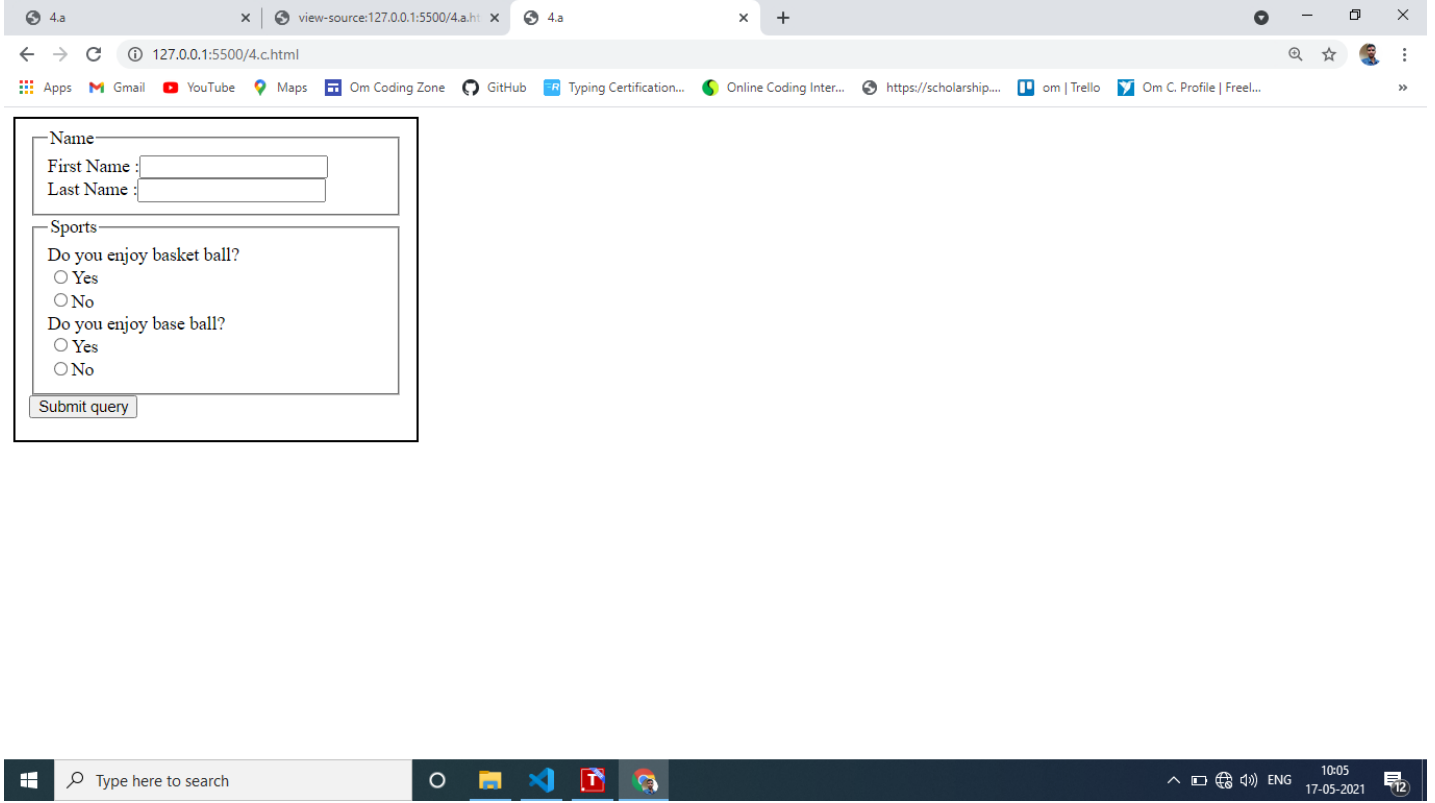 4.a
view-source:127.0.0.1:5500/4.a.ht
4.a
127.0.0.1:5500/4.c.html
Apps Gmail YouTube Maps Om Coding Zone GitHub Typing Certification... Online Coding Inter... https://scholarship.... om | Trello Om C. Profile | Freel... »
Name
First Name :
Last Name :
Sports
Do you enjoy basket ball?
Yes
No
Do you enjoy base ball?
Yes
No
Submit query
Type here to search
ENG
10:05
17-05-2021
12